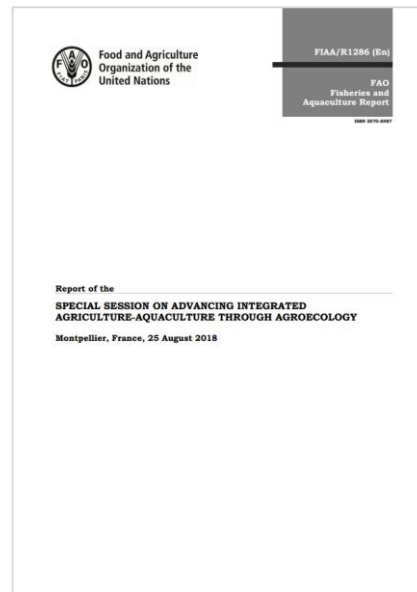 Food and Agriculture
Organization of the
United Nations
FIAA/R1286 (En)
FAO
Fisheries and
Aquaculture Report
Report of the
SPECIAL SESSION ON ADVANCING INTEGRATED
AGRICULTURE-AQUACULTURE THROUGH AGROECOLOGY
Montpellier, France, 25 August 2018